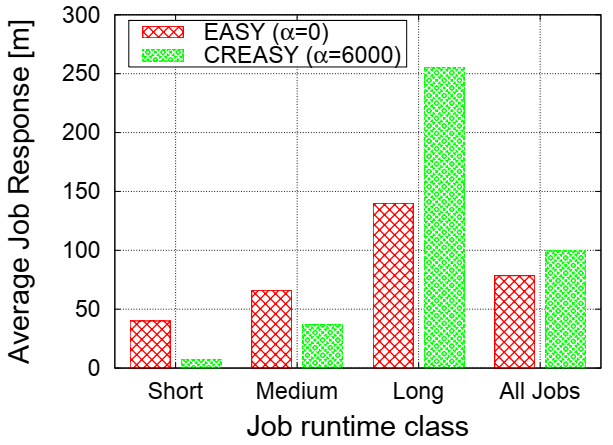 Average Job Response [m]
300
250
200
150
100
50
0
EASY (α=0)
CREASY (α=6000)
Short Medium Long All Jobs
Job runtime class